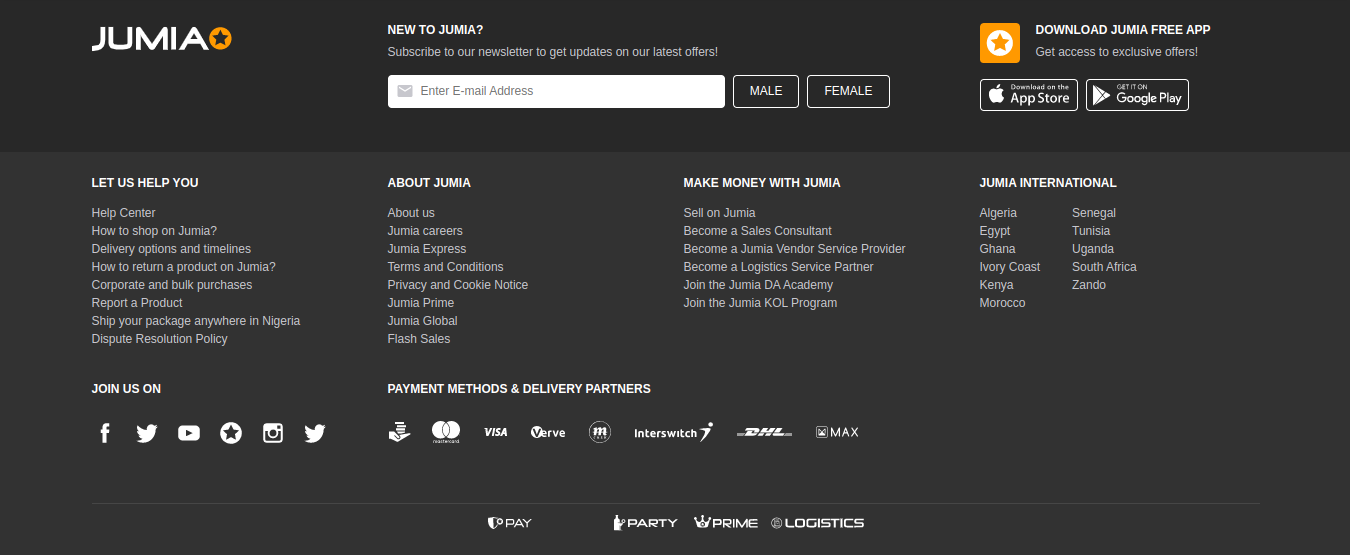 JUMIA
NEW TO JUMIA?
Subscribe to our newsletter to get updates on our latest offers!
Enter E-mail Address
MALE
FEMALE
DOWNLOAD JUMIA FREE APP
Get access to exclusive offers!
Download on the
App Store
GET IT ON
Google Play
LET US HELP YOU
Help Center
How to shop on Jumia?
Delivery options and timelines
How to return a product on Jumia?
Corporate and bulk purchases
Report a Product
Ship your package anywhere in Nigeria
Dispute Resolution Policy
ABOUT JUMIA
About us
Jumia careers
Jumia Express
Terms and Conditions
Privacy and Cookie Notice
Jumia Prime
Jumia Global
Flash Sales
MAKE MONEY WITH JUMIA
Sell on Jumia
Become a Sales Consultant
Become a Jumia Vendor Service Provider
Become a Logistics Service Partner
Join the Jumia DA Academy
Join the Jumia KOL Program
JUMIA INTERNATIONAL
Algeria
Egypt
Ghana
Ivory Coast
Kenya
Morocco
Senegal
Tunisia
Uganda
South Africa
Zando
JOIN US ON
PAYMENT METHODS & DELIVERY PARTNERS
mastercard
VISA
Verve
m
Interswitch
DHL
MAX
PAY
PARTY
PRIME
LOGISTICS